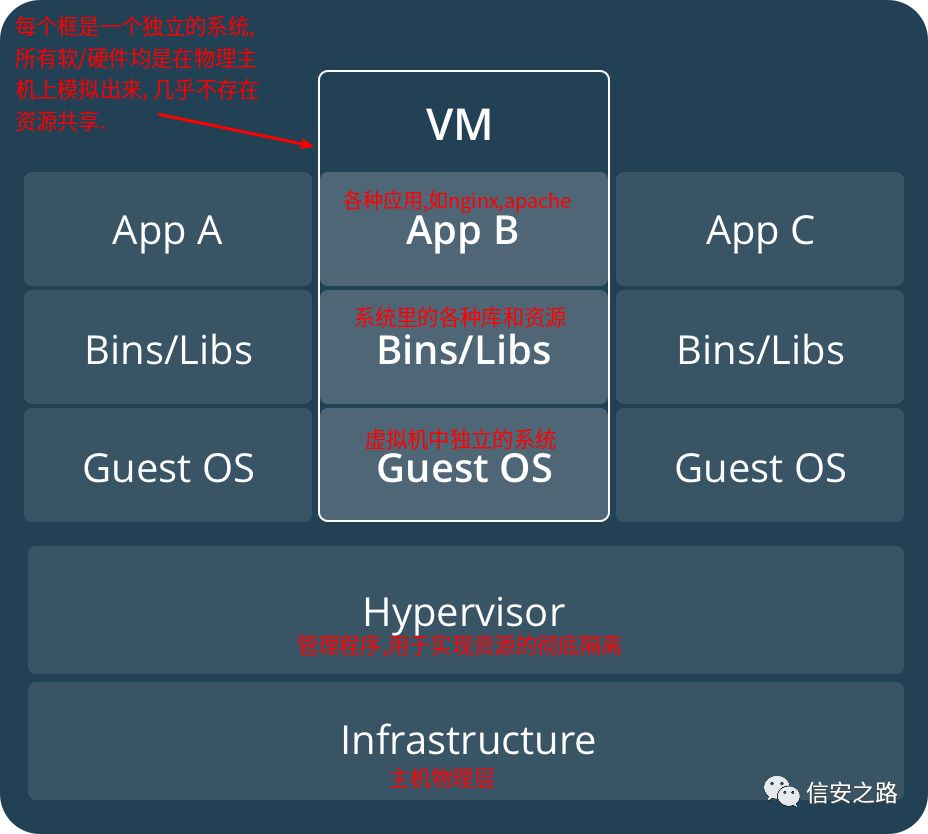 每个框是一个独立的系统,
所有软/硬件均是在物理主
机上模拟出来, 几乎不存在
资源共享.
VM
各种应用,如nginx,apache
App A
App B
App C
系统里的各种库和资源
Bins/Libs
Bins/Libs
Bins/Libs
虚拟机中独立的系统
Guest OS
Guest OS
Guest OS
Hypervisor
管理程序,用于实现资源的彻底隔离
Infrastructure
主机物理层
信安之路